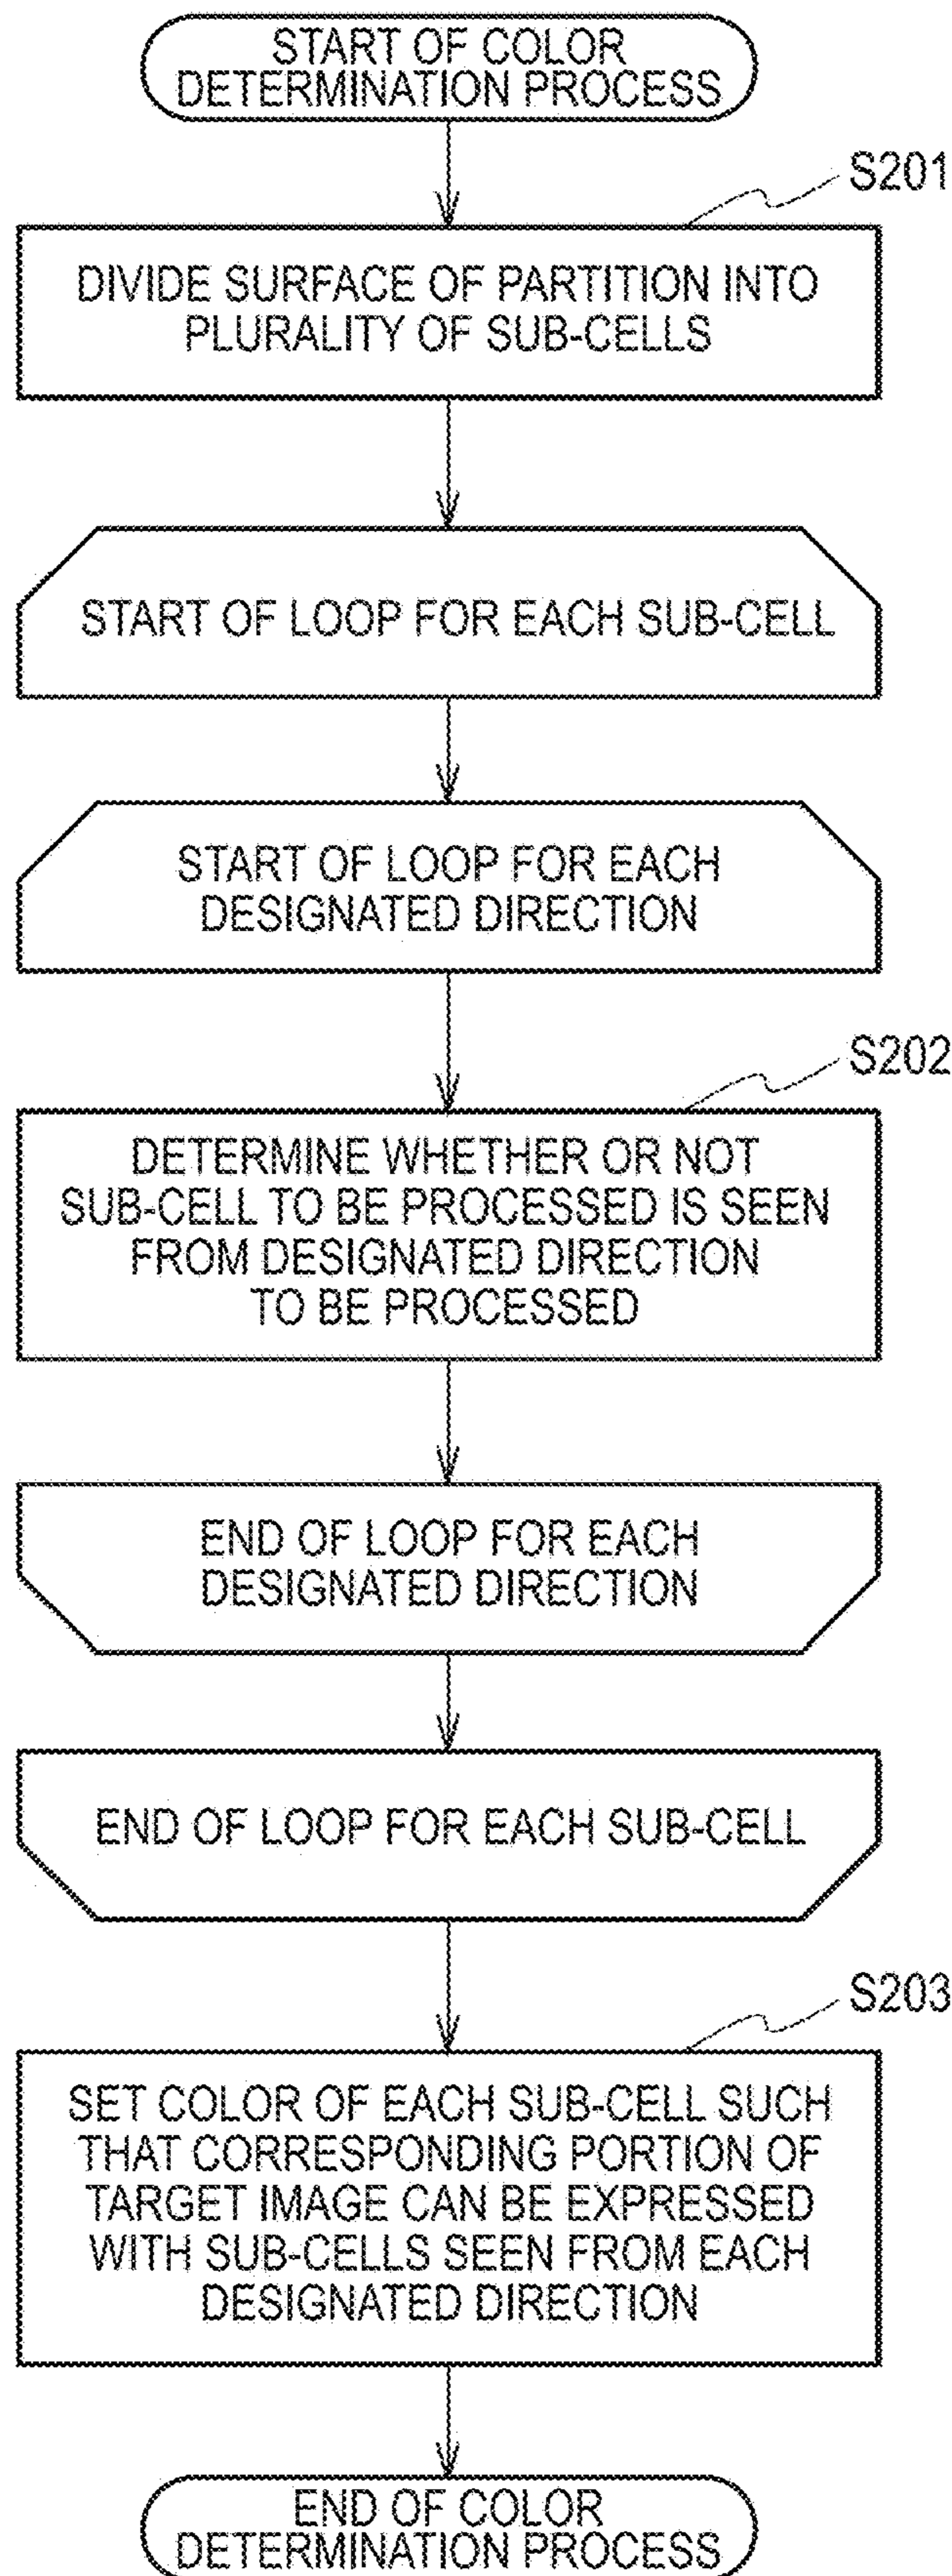 START OF COLOR
DETERMINATION PROCESS
S201
DIVIDE SURFACE OF PARTITION INTO
PLURALITY OF SUB-CELLS
START OF LOOP FOR EACH SUB-CELL
START OF LOOP FOR EACH
DESIGNATED DIRECTION
S202
DETERMINE WHETHER OR NOT
SUB-CELL TO BE PROCESSED IS SEEN
FROM DESIGNATED DIRECTION
TO BE PROCESSED
END OF LOOP FOR EACH
DESIGNATED DIRECTION
END OF LOOP FOR EACH SUB-CELL
S203
SET COLOR OF EACH SUB-CELL SUCH
THAT CORRESPONDING PORTION OF
TARGET IMAGE CAN BE EXPRESSED
WITH SUB-CELLS SEEN FROM EACH
DESIGNATED DIRECTION
END OF COLOR
DETERMINATION PROCESS